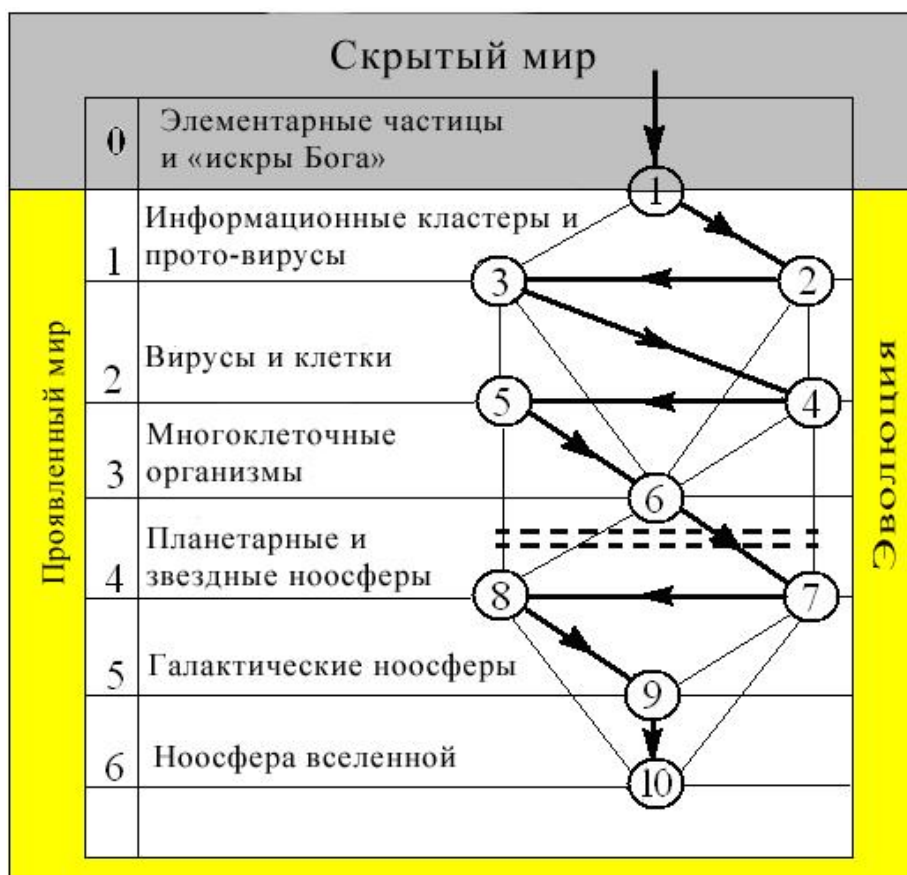 Скрытый мир
0
Элементарные частицы
и «искры Бога»
1
Информационные кластеры и
прото-вирусы
1
3
2
Вирусы и клетки
2
5
4
Многоклеточные
организмы
3
6
Планетарные и
звездные ноосферы
4
8
7
Галактические ноосферы
5
9
Ноосфера вселенной
6
10
Проявленный мир
Эволюция